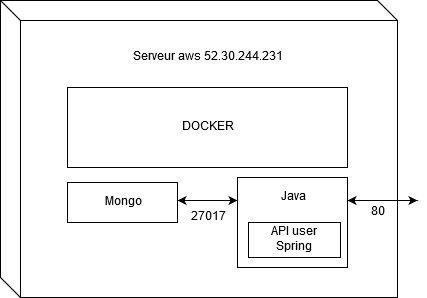 Serveur aws 52.30.244.231
DOCKER
Mongo
27017
Java
80
API user
Spring